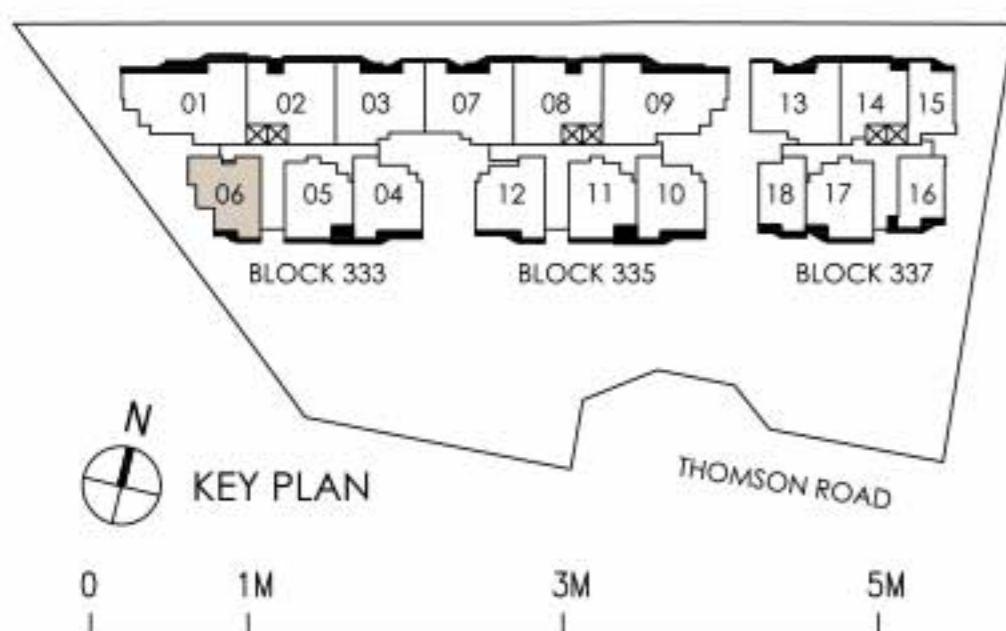 01 02 03 07 08 09 13 14 15
06 05 04 12 11 10 18 17 16
BLOCK 333 BLOCK 335 BLOCK 337
N
KEY PLAN
THOMSON ROAD
0 1M 3M 5M